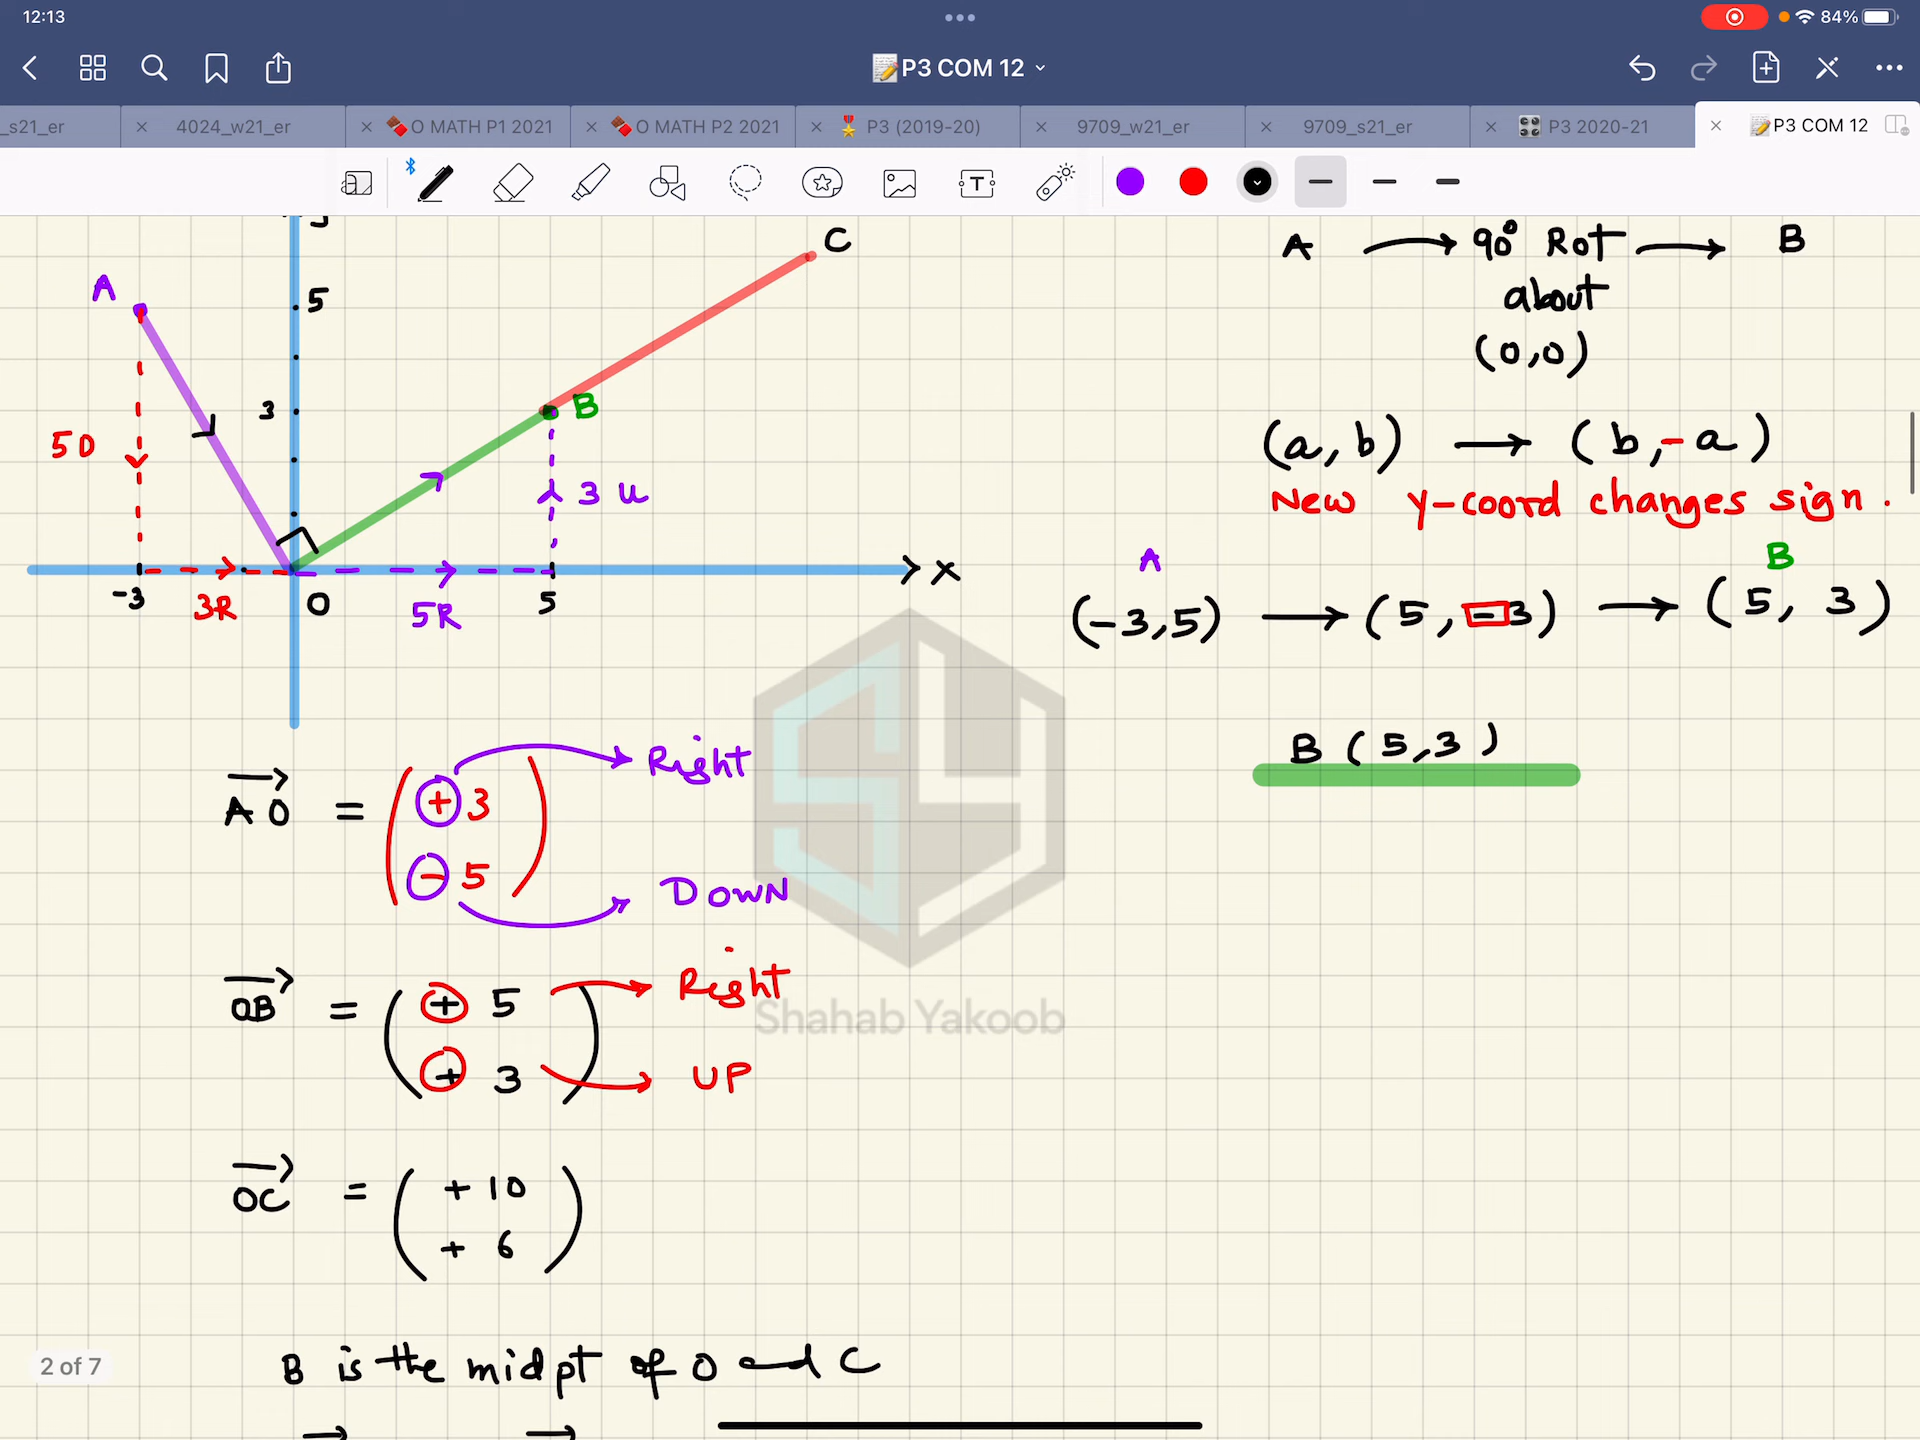 12:13
84%
P3 COM 12
_s21_er
4024_w21_er
O MATH P1 2021
O MATH P2 2021
P3 (2019-20)
9709_w21_er
9709_s21_er
P3 2020-21
P3 COM 12
C
A
5
3
B
5D
3 u
-3
3R
O
5R
5
x
A → 90° Rot → B
about
(0,0)
(a, b) → (b, -a)
New y-coord changes sign.
A
B
(-3,5) → (5, -3) → (5, 3)
B (5,3)
AO = (+3
-5)
Right
DOWN
OB = (+ 5
+ 3)
Right
UP
OC = (+ 10
+ 6)
Shahab Yakoob
B is the midpt of O and C
2 of 7